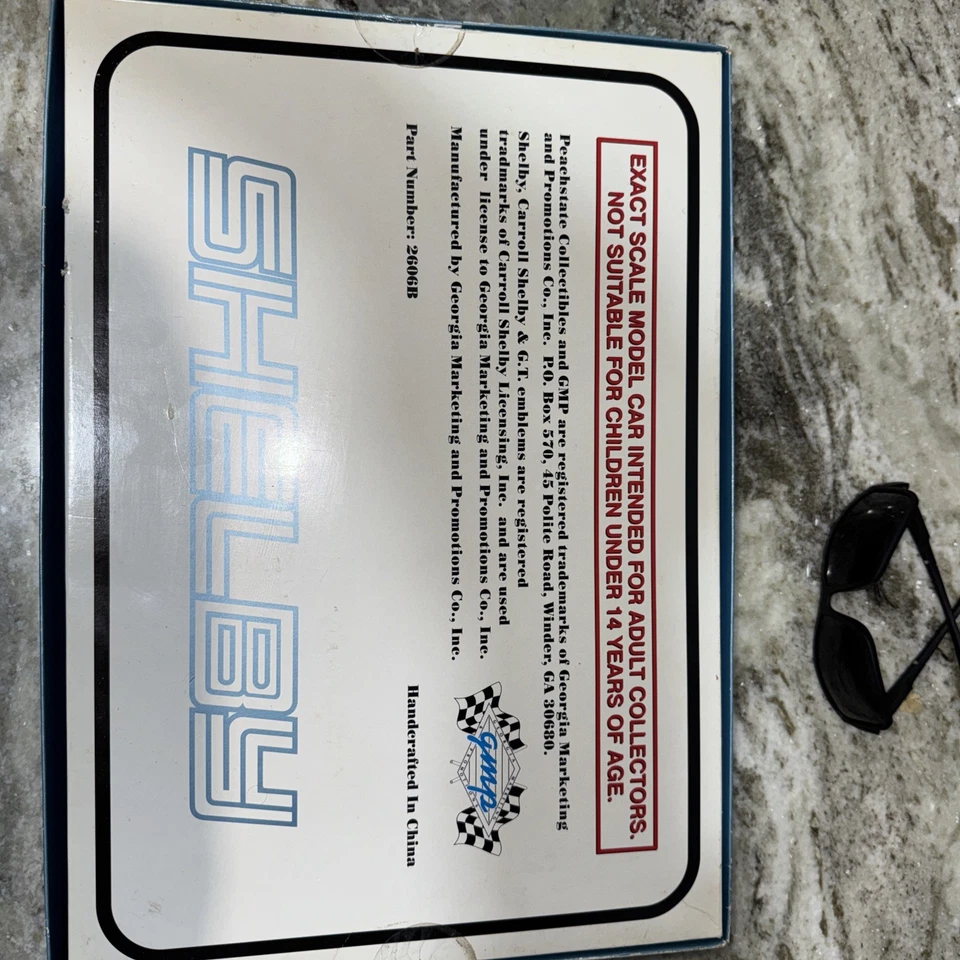 EXACT SCALE MODEL CAR INTENDED FOR ADULT COLLECTORS.
NOT SUITABLE FOR CHILDREN UNDER 14 YEARS OF AGE.
Peachstate Collectibles and GMP are registered trademarks of Georgia Marketing
and Promotions Co., Inc. P.O. Box 570, 45 Polite Road, Winder, GA 30680.
Shelby, Carroll Shelby & G.T. emblems are registered
tradmarks of Carroll Shelby Licensing, Inc. and are used
under license to Georgia Marketing and Promotions Co., Inc.
Manufactured by Georgia Marketing and Promotions Co., Inc.
gmp
Part Number: 2606B
Handcrafted In China
SHELBY